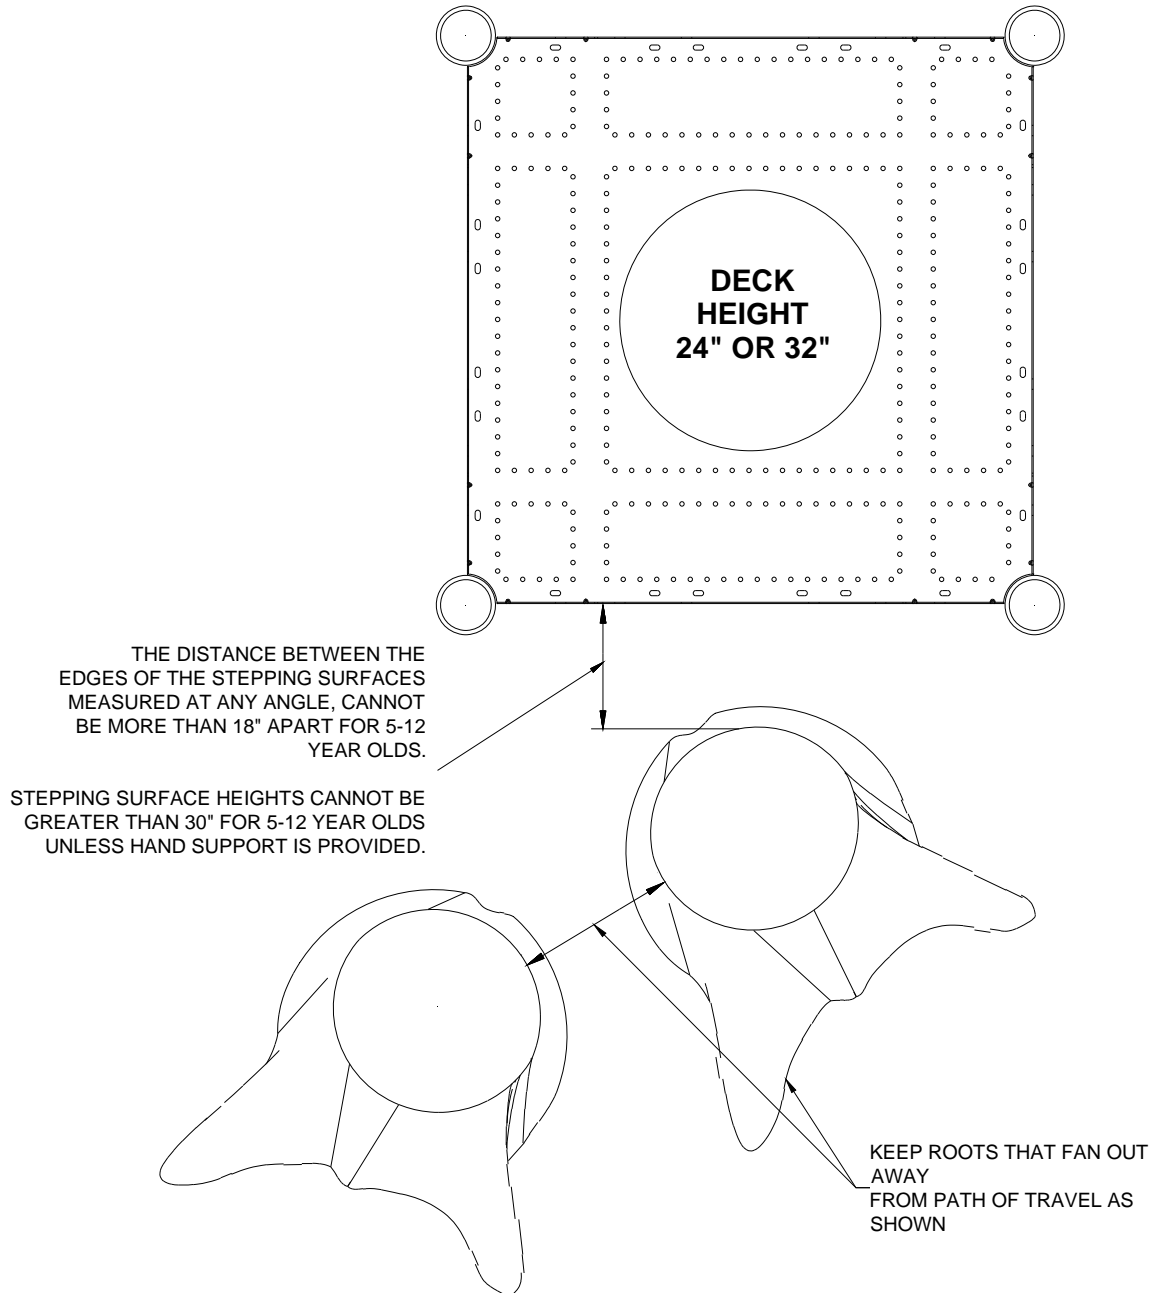 DECK
HEIGHT
24" OR 32"
THE DISTANCE BETWEEN THE
EDGES OF THE STEPPING SURFACES
MEASURED AT ANY ANGLE, CANNOT
BE MORE THAN 18" APART FOR 5-12
YEAR OLDS.
STEPPING SURFACE HEIGHTS CANNOT BE
GREATER THAN 30" FOR 5-12 YEAR OLDS
UNLESS HAND SUPPORT IS PROVIDED.
KEEP ROOTS THAT FAN OUT
AWAY
FROM PATH OF TRAVEL AS
SHOWN